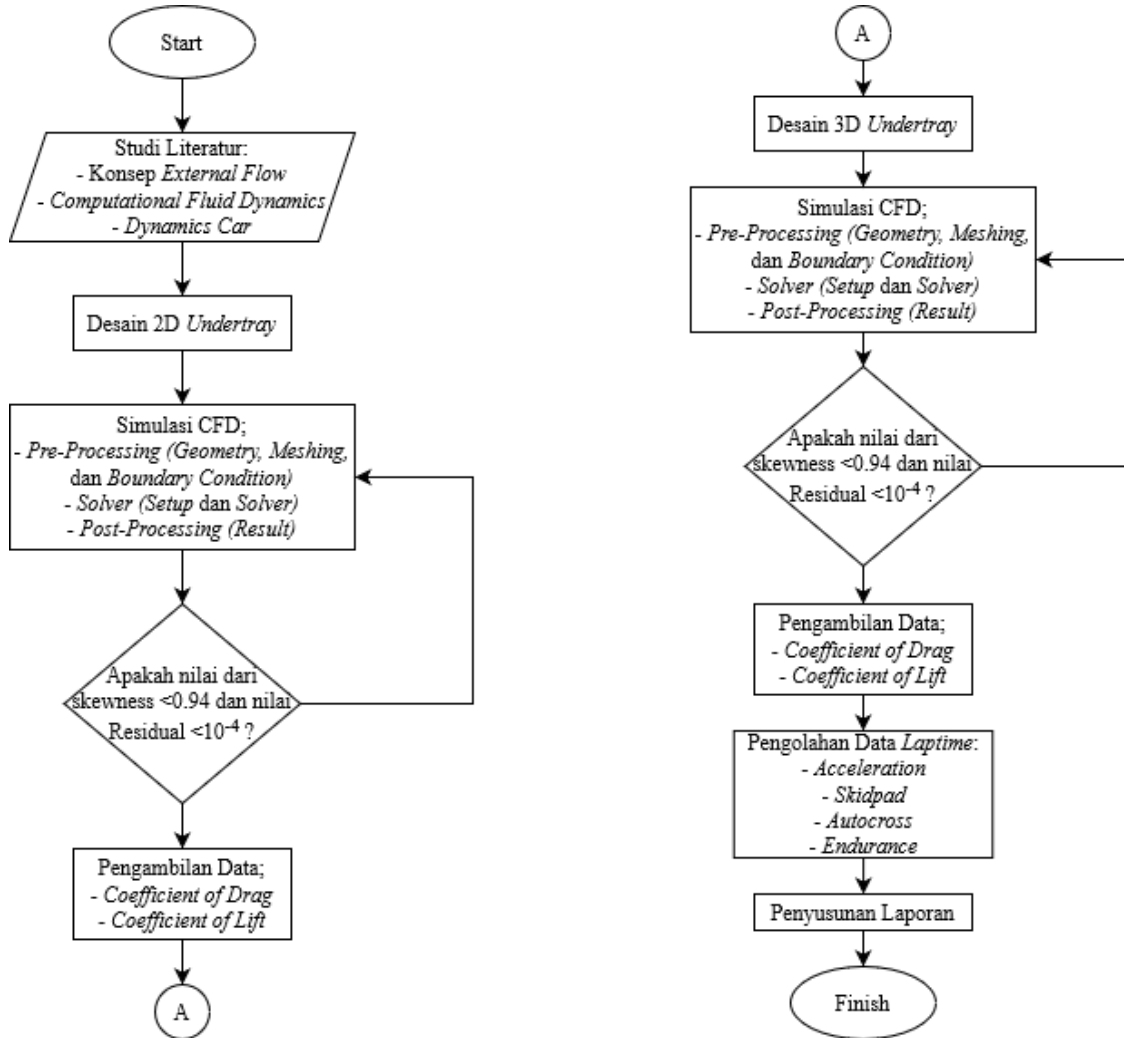 Start
Studi Literatur:
- Konsep External Flow
- Computational Fluid Dynamics
- Dynamics Car
Desain 2D Undertray
Simulasi CFD;
- Pre-Processing (Geometry, Meshing,
dan Boundary Condition)
- Solver (Setup dan Solver)
- Post-Processing (Result)
Apakah nilai dari
skewness <0.94 dan nilai
Residual <10⁻⁴ ?
Pengambilan Data;
- Coefficient of Drag
- Coefficient of Lift
A
A
Desain 3D Undertray
Simulasi CFD;
- Pre-Processing (Geometry, Meshing,
dan Boundary Condition)
- Solver (Setup dan Solver)
- Post-Processing (Result)
Apakah nilai dari
skewness <0.94 dan nilai
Residual <10⁻⁴ ?
Pengambilan Data;
- Coefficient of Drag
- Coefficient of Lift
Pengolahan Data Laptime:
- Acceleration
- Skidpad
- Autocross
- Endurance
Penyusunan Laporan
Finish